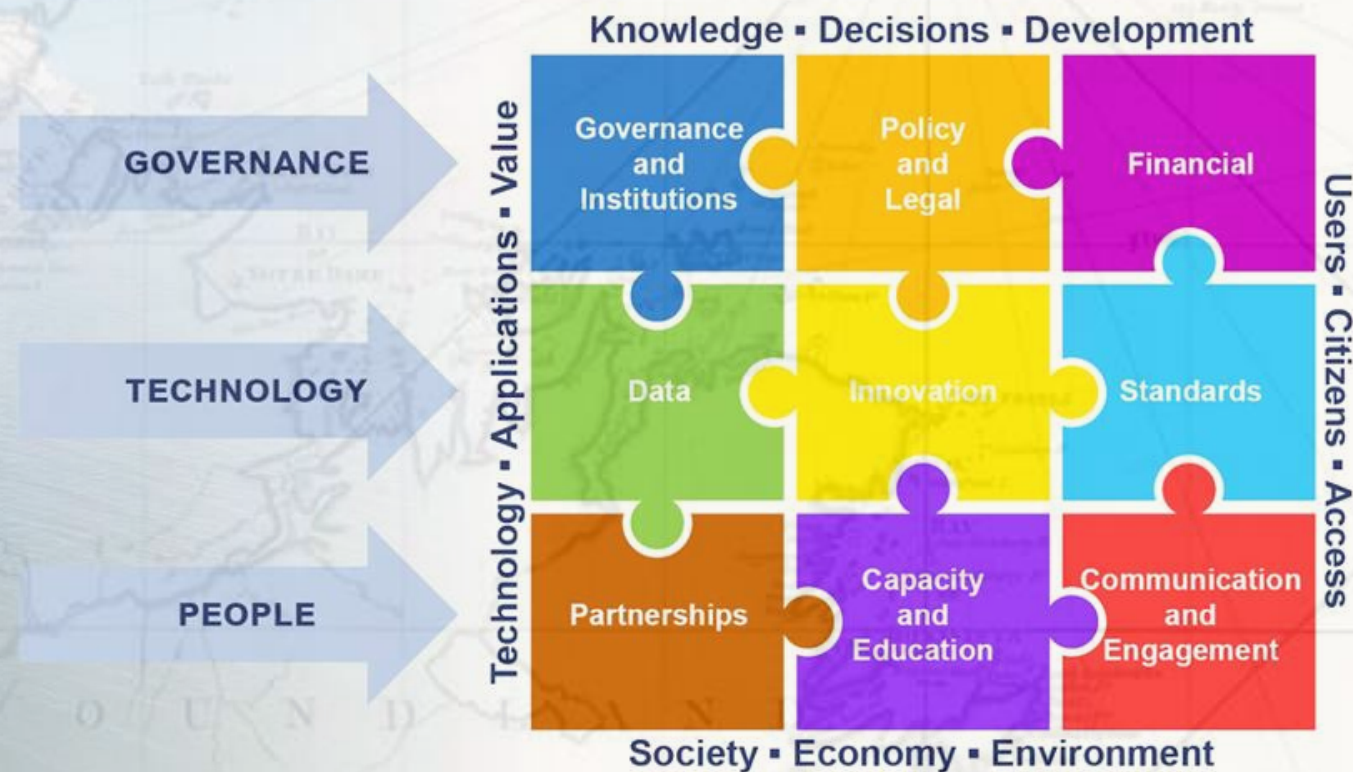 Knowledge ▪ Decisions ▪ Development
GOVERNANCE
TECHNOLOGY
PEOPLE
Technology ▪ Applications ▪ Value
Governance
and
Institutions
Policy
and
Legal
Financial
Data
Innovation
Standards
Partnerships
Capacity
and
Education
Communication
and
Engagement
Users ▪ Citizens ▪ Access
Society ▪ Economy ▪ Environment